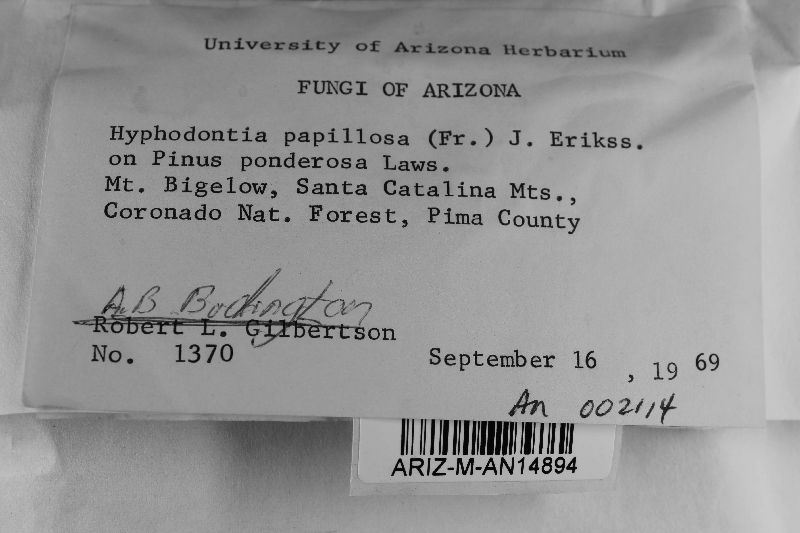 University of Arizona Herbarium
FUNGI OF ARIZONA
Hyphodontia papillosa (Fr.) J. Erikss.
on Pinus ponderosa Laws.
Mt. Bigelow, Santa Catalina Mts.,
Coronado Nat. Forest, Pima County
A.B Budington
Robert L. Gilbertson
No. 1370 September 16, 19 69
An 002114
ARIZ-M-AN14894